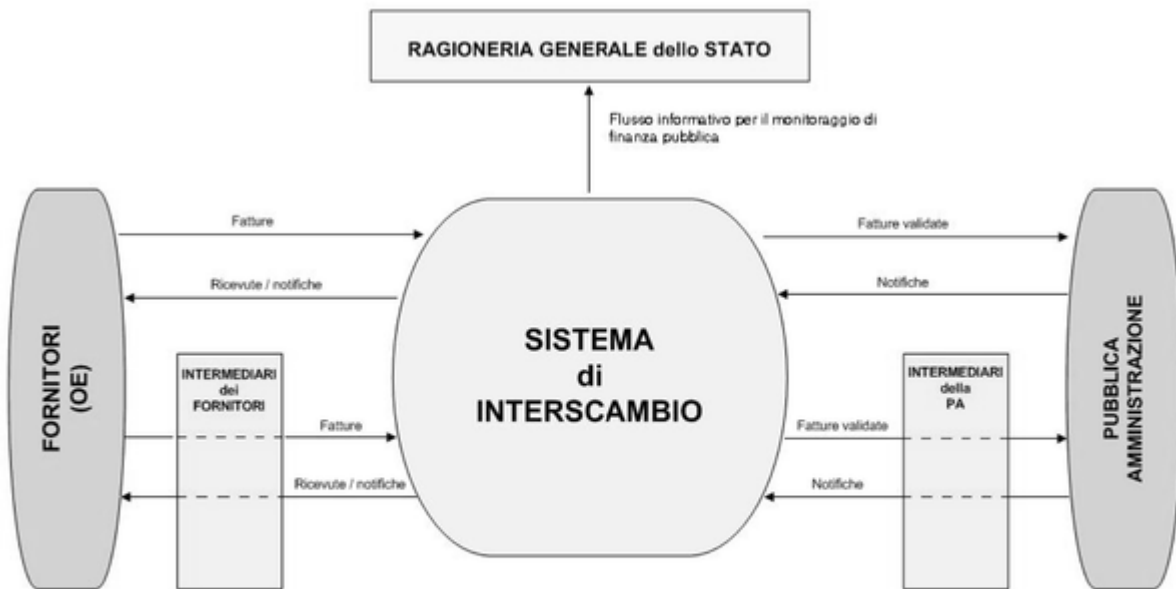 RAGIONERIA GENERALE dello STATO
Flusso informativo per il monitoraggio di
finanza pubblica
Fatture
Fatture validate
Ricevute / notifiche
Notifiche
FORNITORI
(OE)
INTERMEDIARI
dei
FORNITORI
SISTEMA
di
INTERSCAMBIO
INTERMEDIARI
della
PA
PUBBLICA
AMMINISTRAZIONE
Fatture
Fatture validate
Ricevute / notifiche
Notifiche